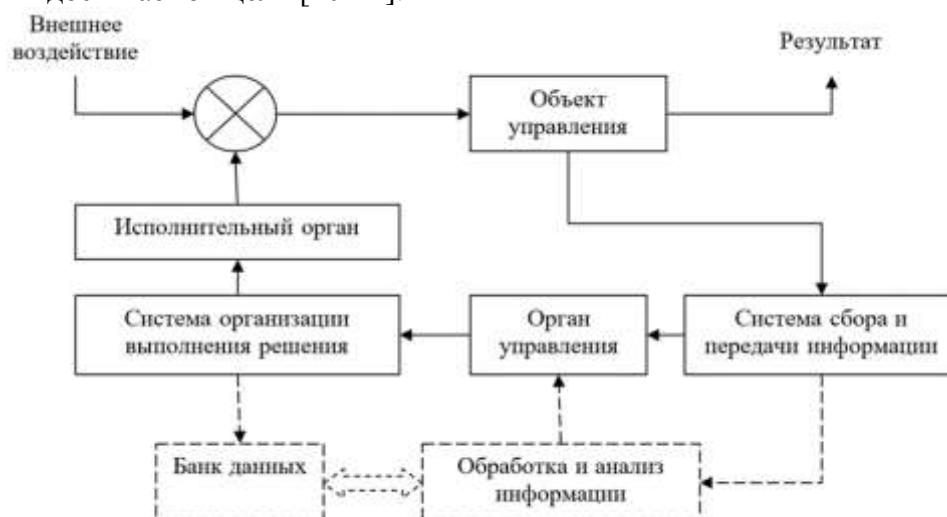 Внешнее
воздействие
Результат
Объект
управления
Исполнительный орган
Система организации
выполнения решения
Орган
управления
Система сбора и
передачи информации
Банк данных
Обработка и анализ
информации